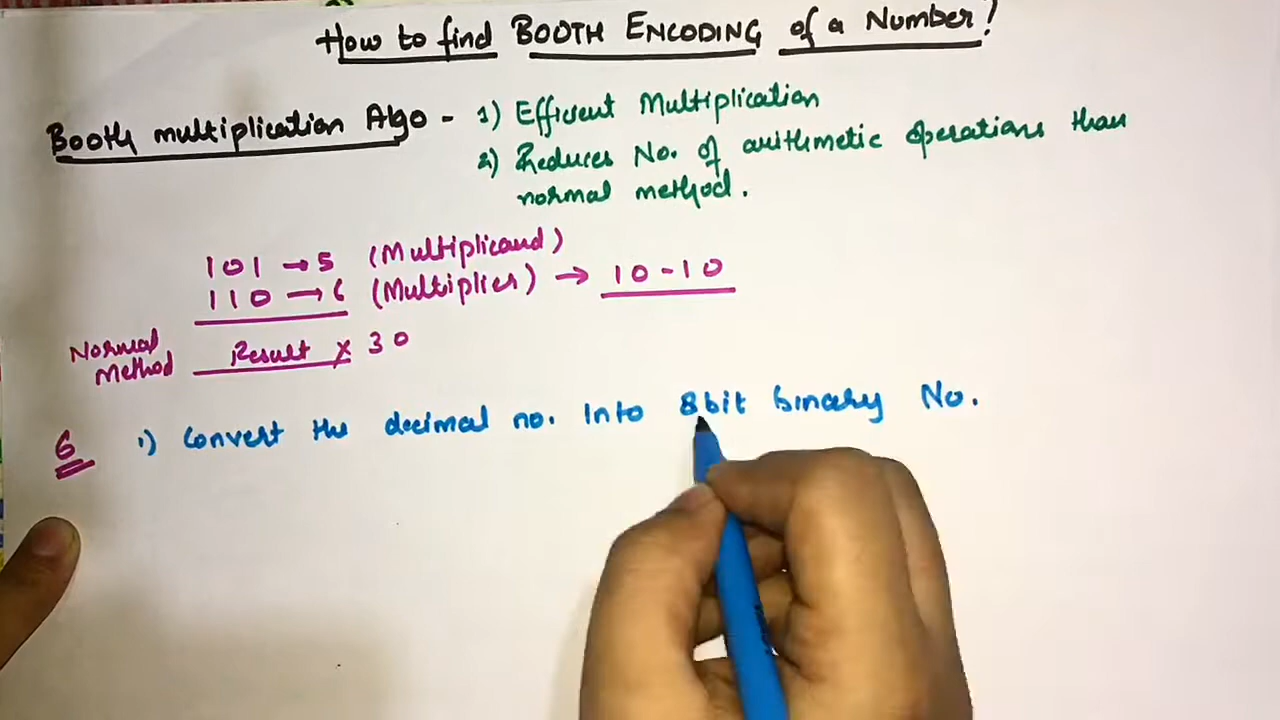 How to find BOOTH ENCODING of a Number!
Booth multiplication Algo - 1) Efficient Multiplication
2) Reduces No. of arithmetic operations than
normal method.
101 → 5 (Multiplicand)
110 → 6 (Multiplier) → 10-10
Normal Method Result × 30
6 1) Convert the decimal no. into 8bit binary No.